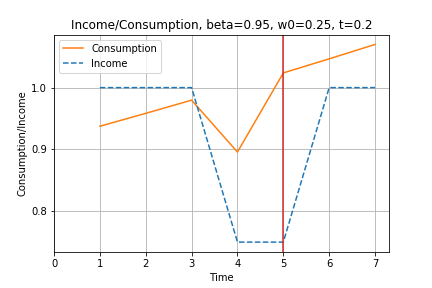 Income/Consumption, beta=0.95, w0=0.25, t=0.2
Consumption
Income
Consumption/Income
1.0
0.9
0.8
0 1 2 3 4 5 6 7
Time